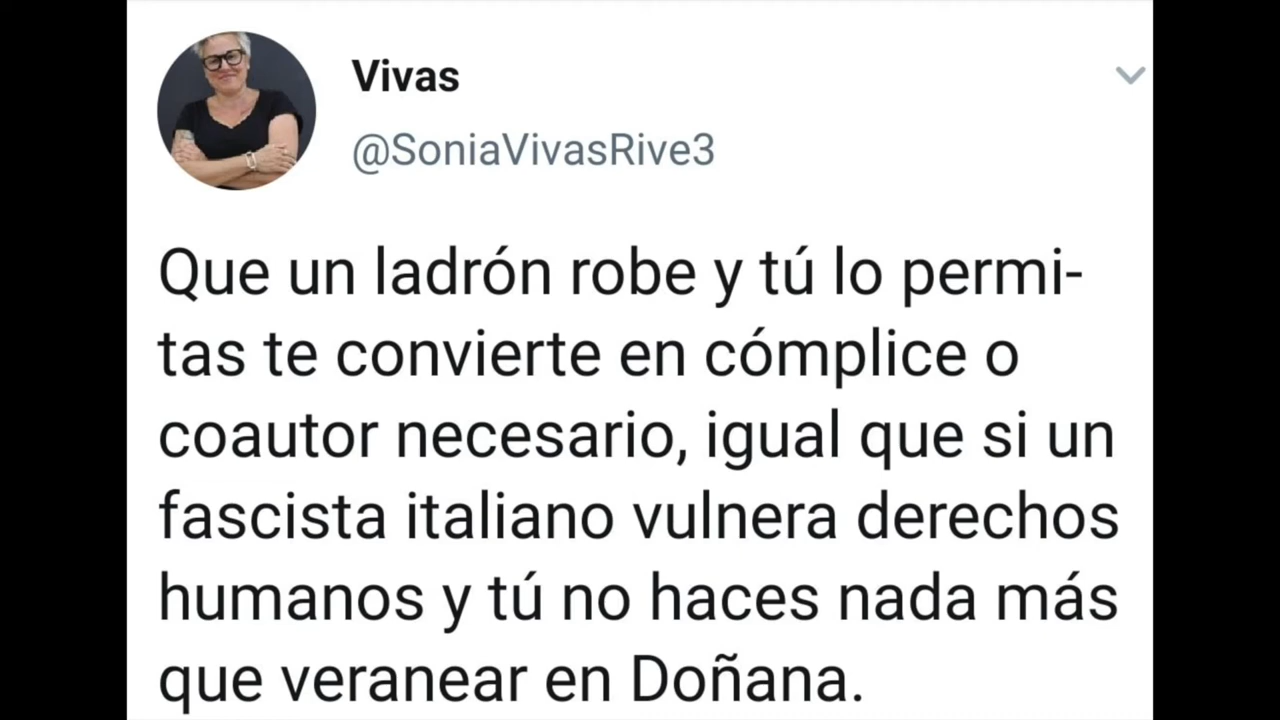 Vivas
@SoniaVivasRive3
Que un ladrón robe y tú lo permi-
tas te convierte en cómplice o
coautor necesario, igual que si un
fascista italiano vulnera derechos
humanos y tú no haces nada más
que veranear en Doñana.